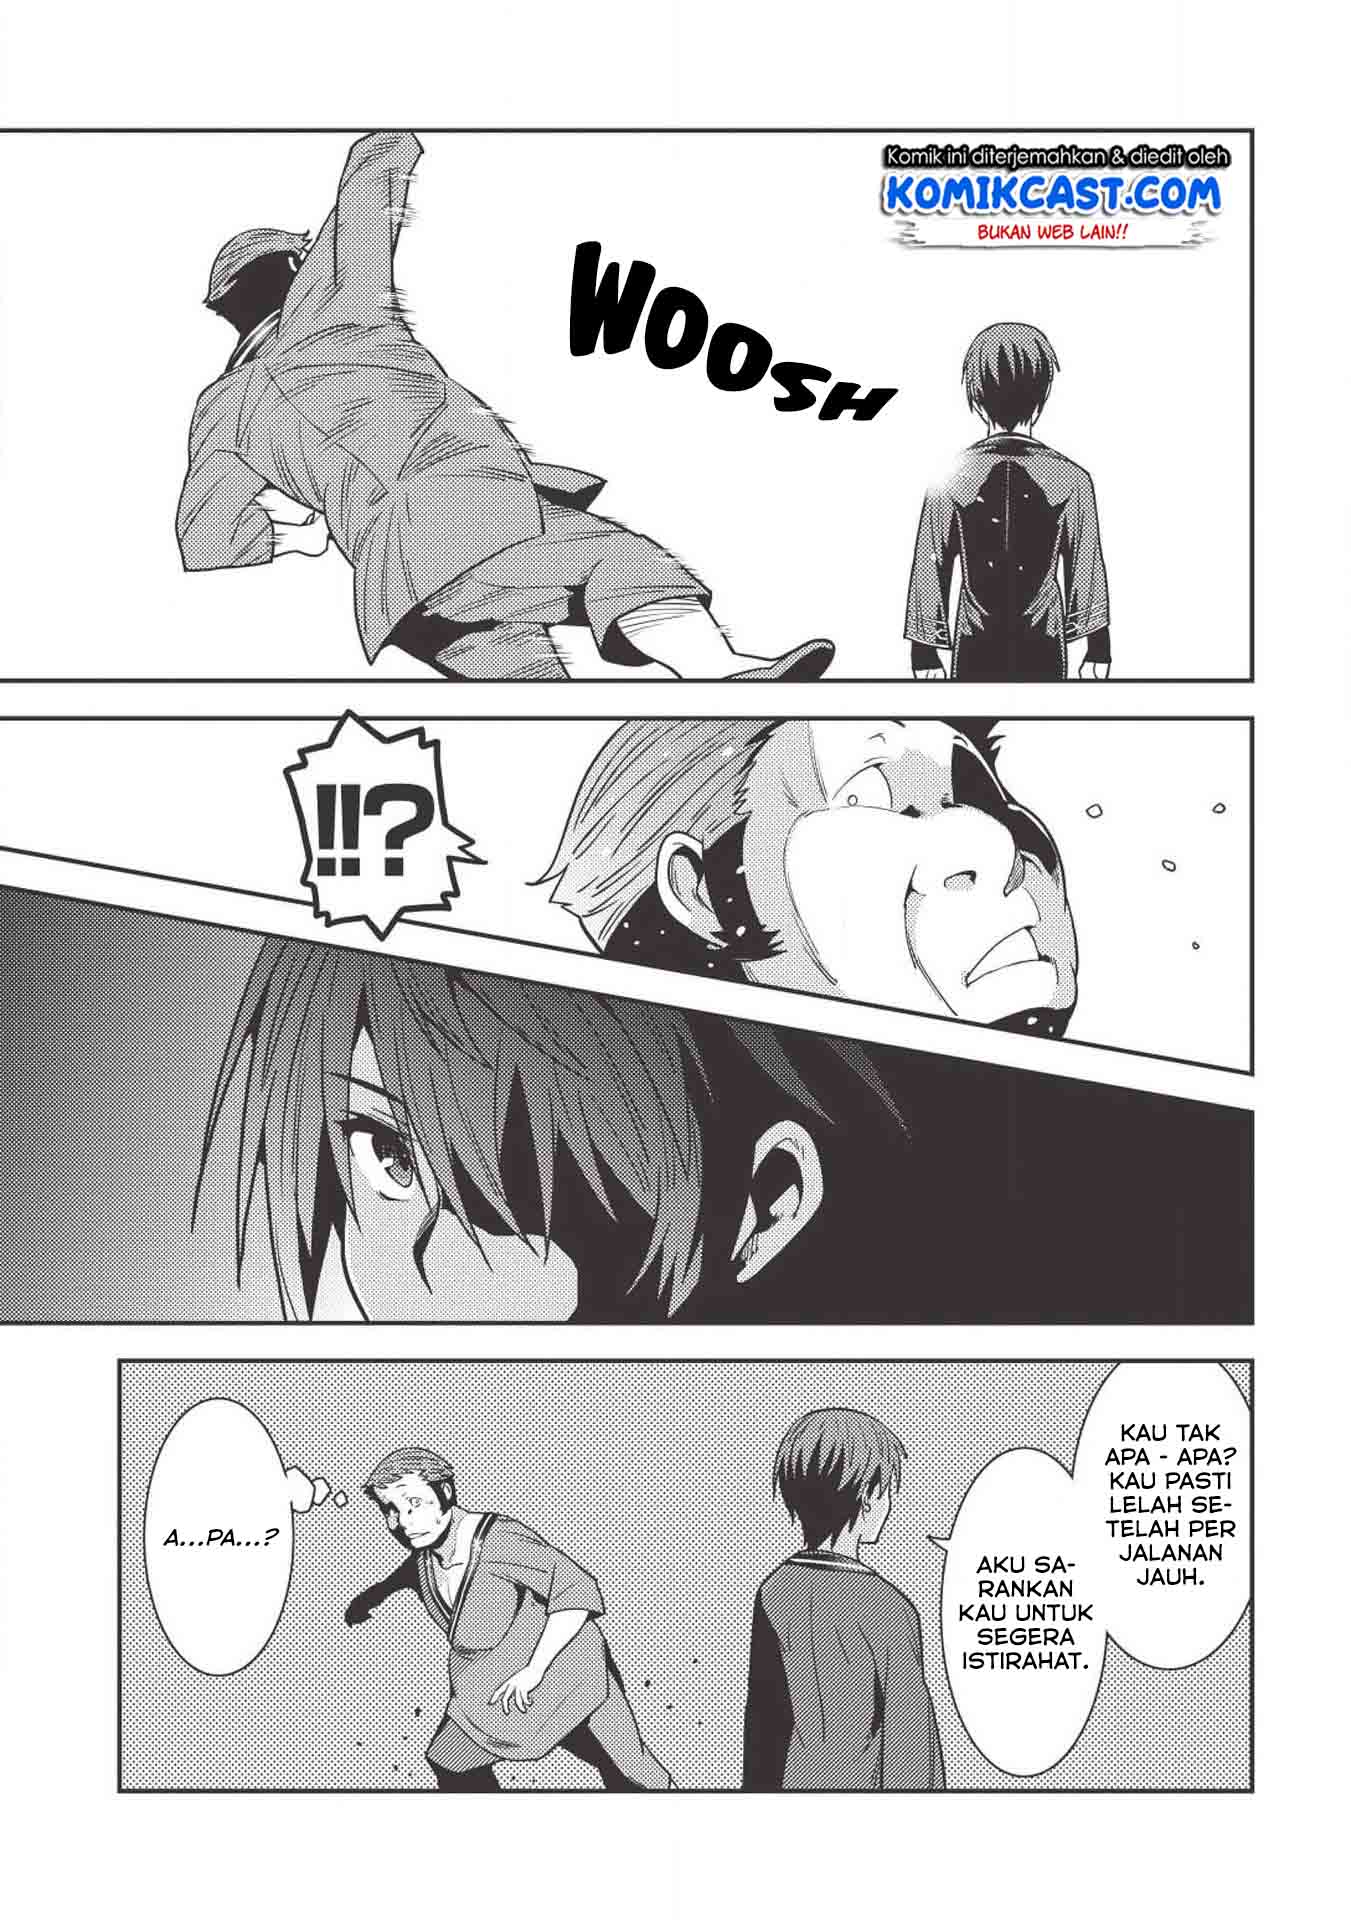 Komik ini diterjemahkan & diedit oleh
KOMIKCAST.COM
BUKAN WEB LAIN!!
WOOSH
!!?
KAU TAK
APA - APA?
KAU PASTI
LELAH SE-
TELAH PER
JALANAN
JAUH.
AKU SA-
RANKAN
KAU UNTUK
SEGERA
ISTIRAHAT.
A...PA...?